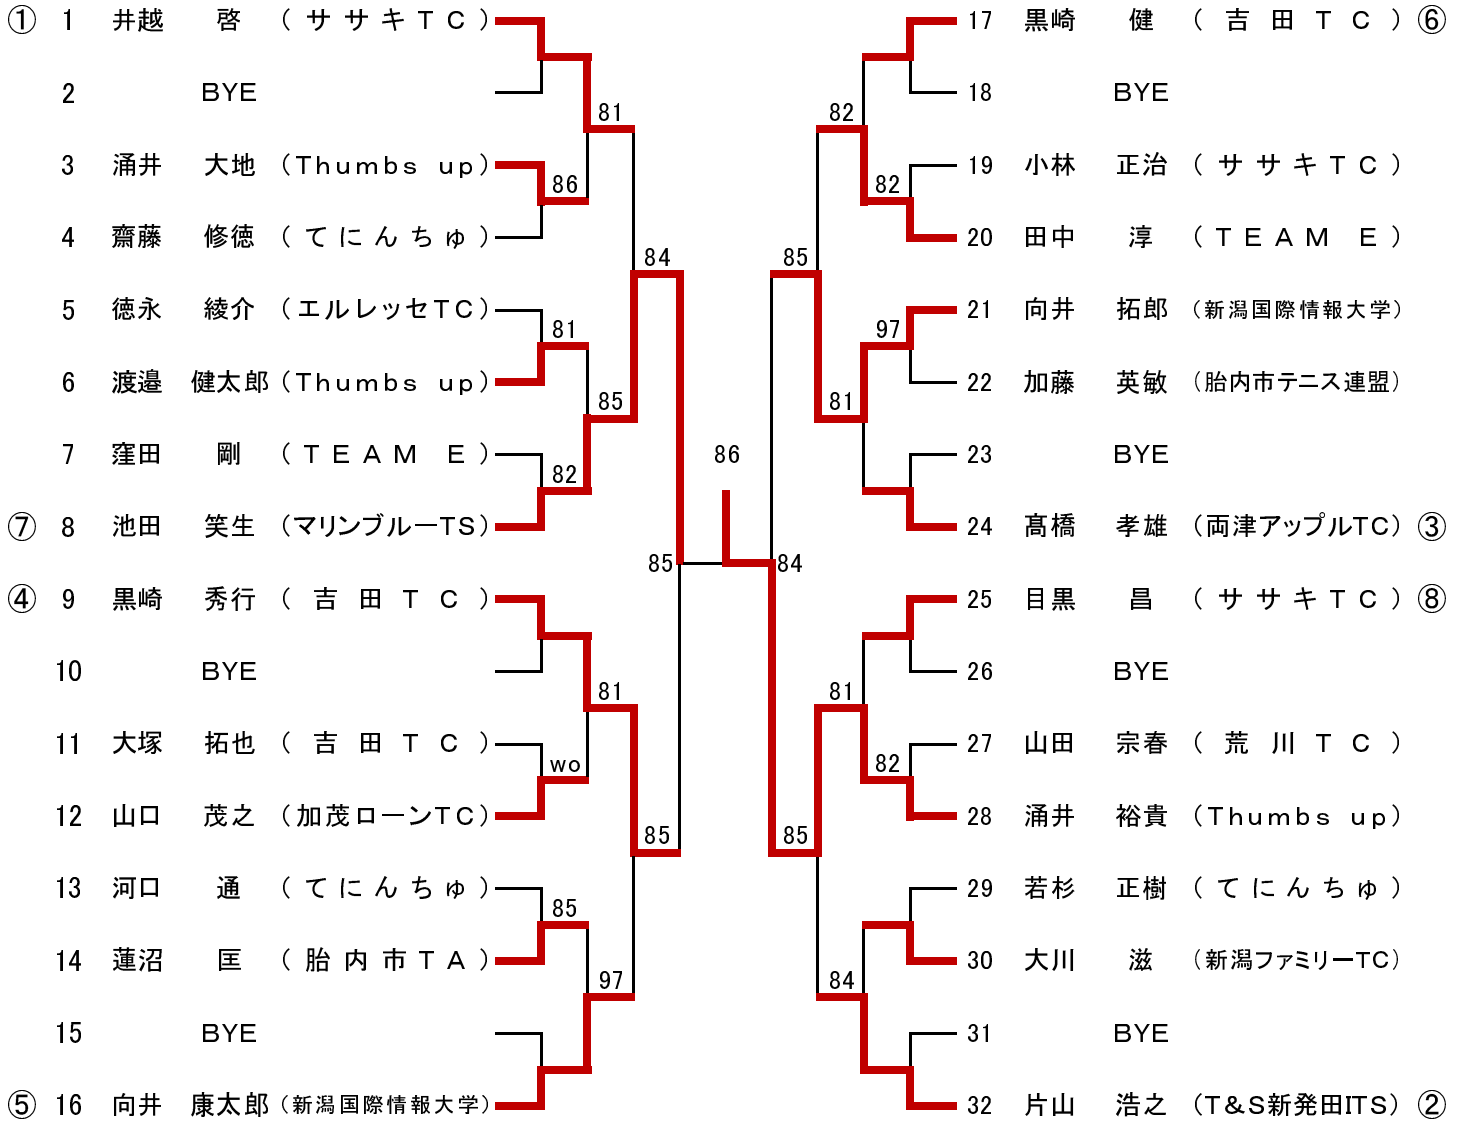 ① 1 井越 啓 (ササキTC) 17 黒崎 健 (吉田TC) ⑥
2 BYE 18 BYE
81 82
3 涌井 大地 (Thumbs up) 19 小林 正治 (ササキTC)
86 82
4 齋藤 修徳 (てにんちゅ) 20 田中 淳 (TEAM E)
84 85
5 徳永 綾介 (エルレッセTC) 21 向井 拓郎 (新潟国際情報大学)
81 97
6 渡邉 健太郎 (Thumbs up) 22 加藤 英敏 (胎内市テニス連盟)
85 81
7 窪田 剛 (TEAM E) 86 23 BYE
82
⑦ 8 池田 笑生 (マリンブルーTS) 24 髙橋 孝雄 (両津アップルTC) ③
85 84
④ 9 黒崎 秀行 (吉田TC) 25 目黒 昌 (ササキTC) ⑧
10 BYE 26 BYE
81 81
11 大塚 拓也 (吉田TC) 27 山田 宗春 (荒川TC)
wo 82
12 山口 茂之 (加茂ローンTC) 28 涌井 裕貴 (Thumbs up)
85 85
13 河口 通 (てにんちゅ) 29 若杉 正樹 (てにんちゅ)
85
14 蓮沼 匡 (胎内市TA) 30 大川 滋 (新潟ファミリーTC)
97 84
15 BYE 31 BYE
⑤ 16 向井 康太郎 (新潟国際情報大学) 32 片山 浩之 (T&S新発田ITS) ②